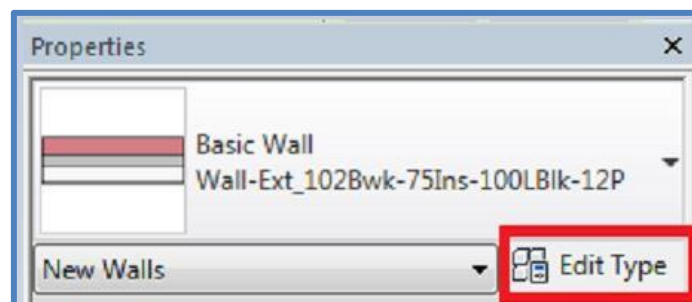 Properties
Basic Wall
Wall-Ext_102Bwk-75Ins-100LBlk-12P
New Walls
Edit Type